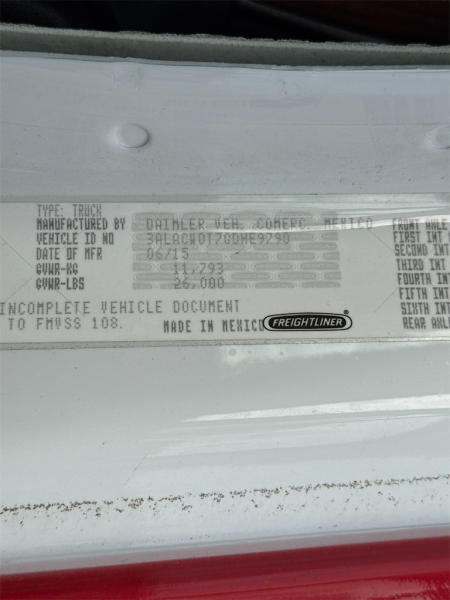 TYPE: TRUCK
MANUFACTURED BY DAIMLER VEH. COMERC. MEXICO
VEHICLE ID NO 3ALACWDT7GDHE9290
DATE OF MFR 06/15
GVWR-KG 11,793
GVWR-LBS 26,000
INCOMPLETE VEHICLE DOCUMENT
TO FMVSS 108. MADE IN MEXICO FREIGHTLINER
FRONT AXLE
FIRST INT
SECOND INT
THIRD INT
FOURTH INT
FIFTH INT
SIXTH INT
REAR AXL